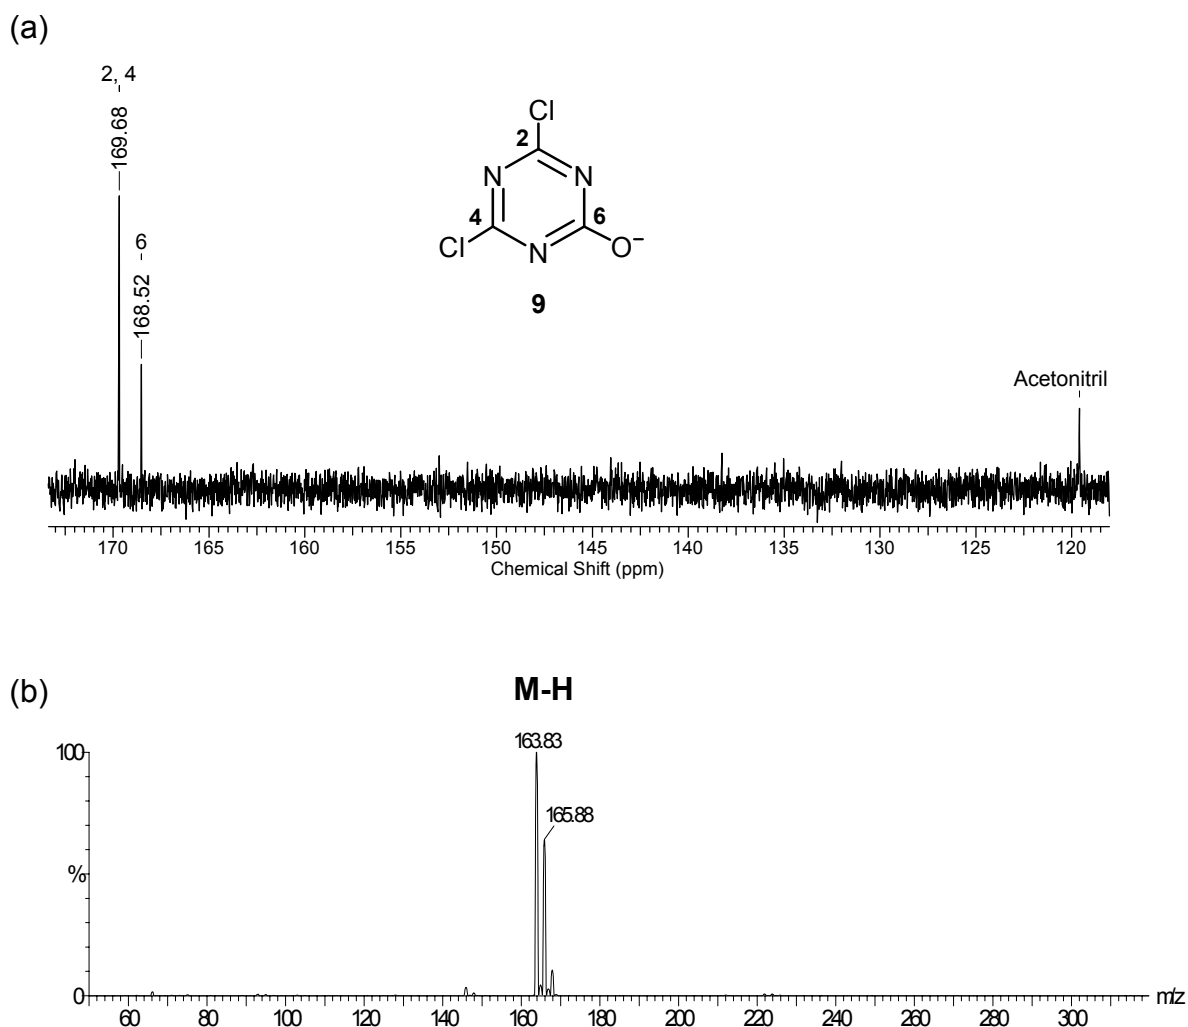 (a)
2, 4
169.68
6
168.52
Cl
2
N
N
4
6
Cl
N
O−
9
Acetonitril
170 165 160 155 150 145 140 135 130 125 120
Chemical Shift (ppm)
(b)
M-H
100
163.83
165.88
%
0
60 80 100 120 140 160 180 200 220 240 260 280 300
m/z